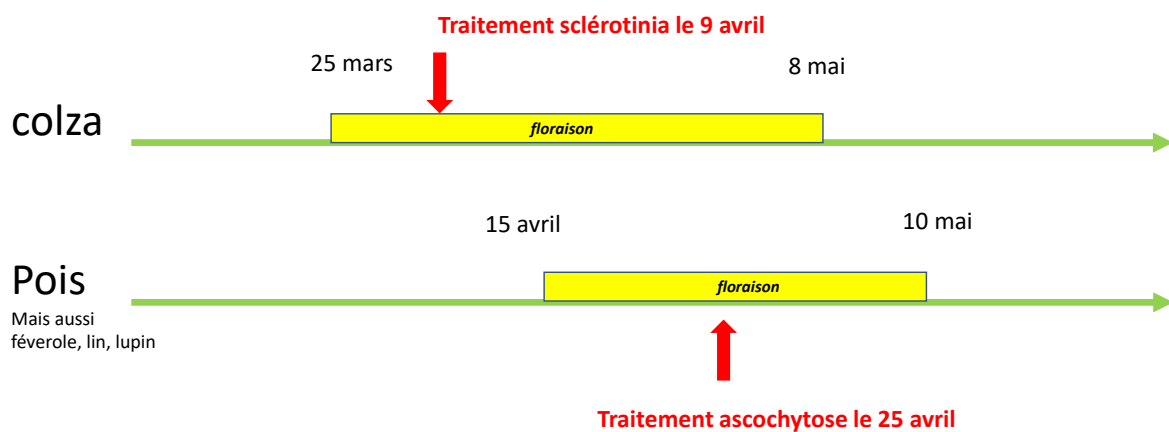 Traitement sclérotinia le 9 avril
25 mars
8 mai
colza
floraison
15 avril
10 mai
Pois
floraison
Mais aussi
féverole, lin, lupin
Traitement ascochytose le 25 avril